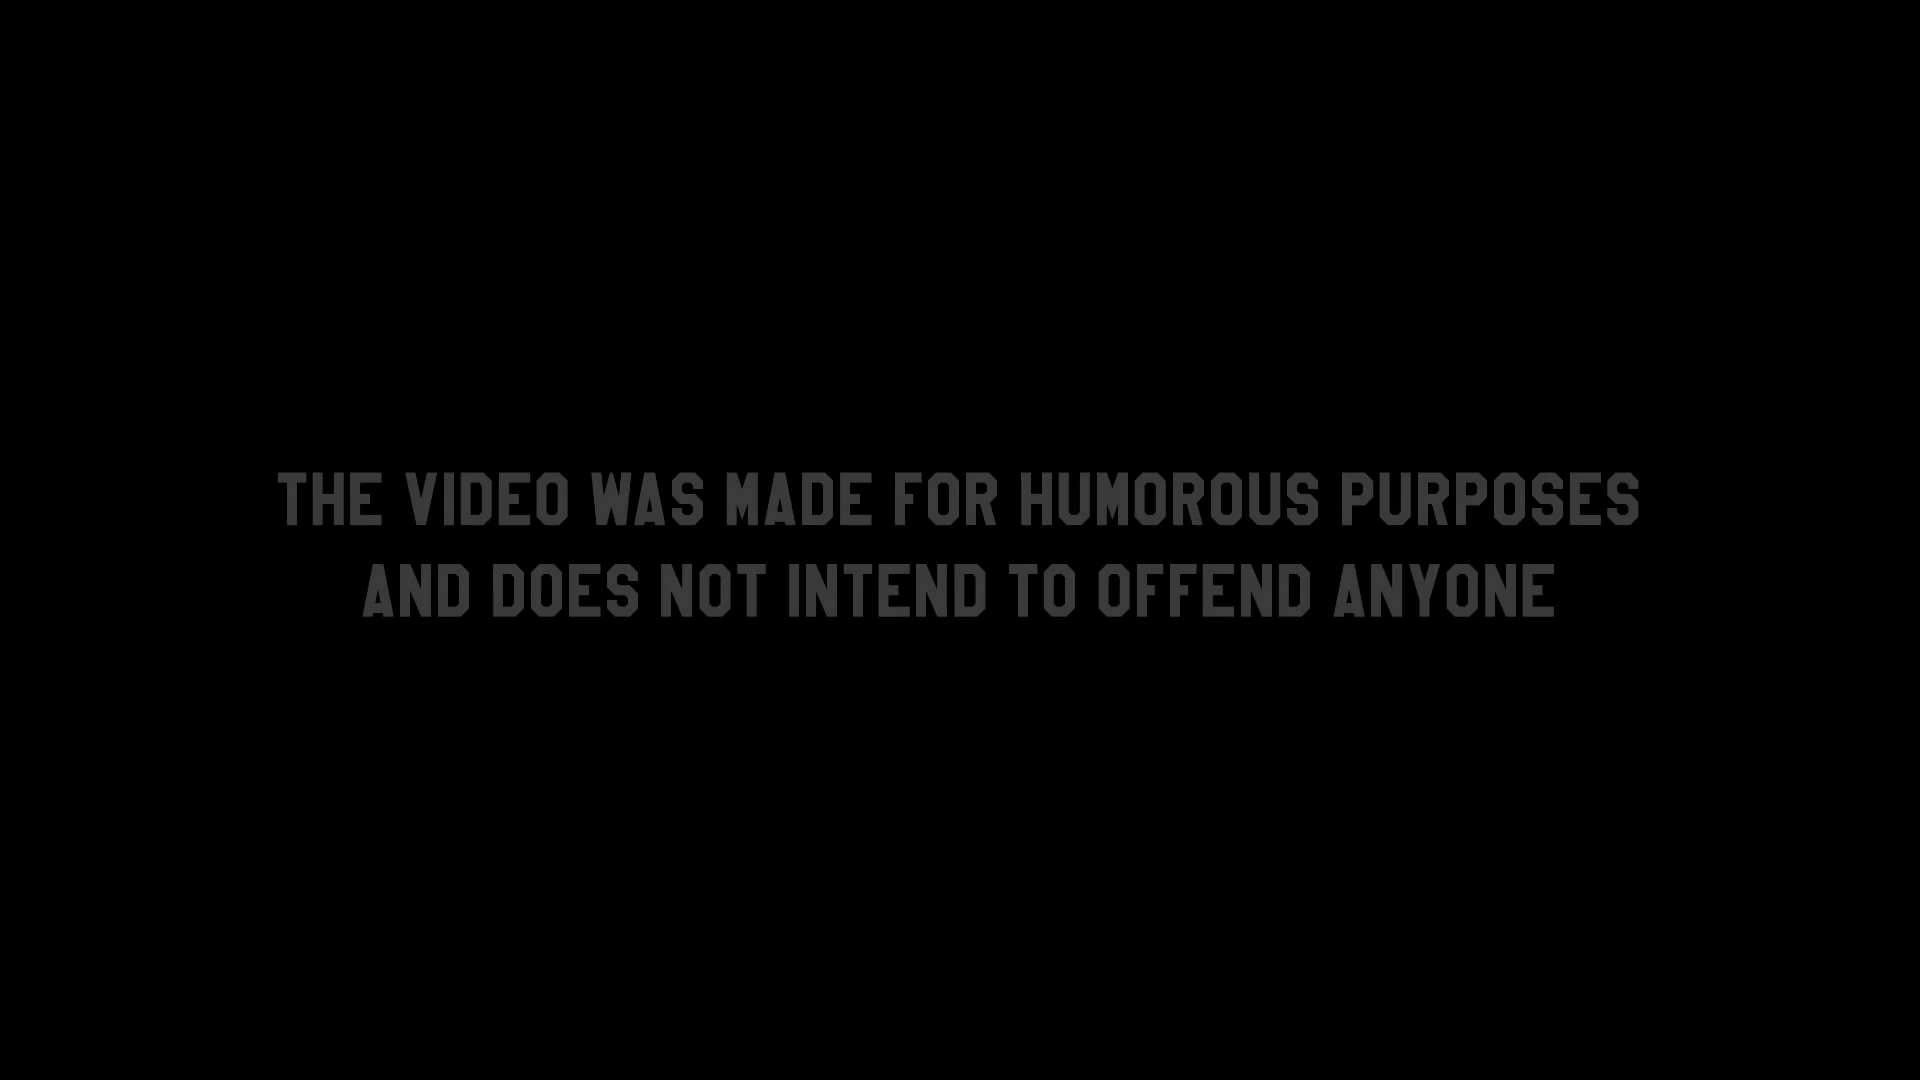 THE VIDEO WAS MADE FOR HUMOROUS PURPOSES
AND DOES NOT INTEND TO OFFEND ANYONE